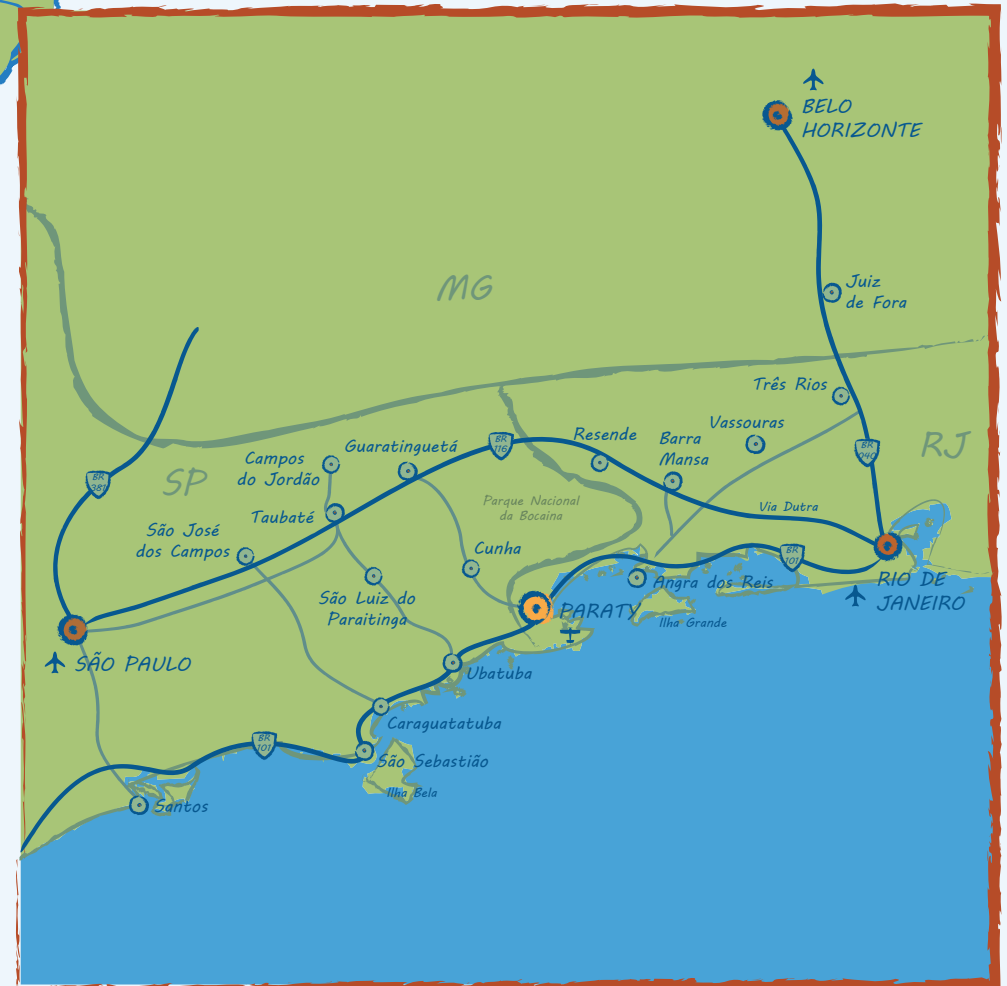 BELO
HORIZONTE
Juiz
de Fora
MG
Três Rios
Vassouras
Resende
Barra
Mansa
BR
040
RJ
BR
116
Guaratinguetá
Campos
do Jordão
SP
BR
381
Parque Nacional
da Bocaina
Via Dutra
Taubaté
São José
dos Campos
Cunha
BR
101
Angra dos Reis
RIO DE
JANEIRO
São Luiz do
Paraitinga
PARATY
Ilha Grande
SÃO PAULO
Ubatuba
Caraguatatuba
BR
101
São Sebastião
Ilha Bela
Santos